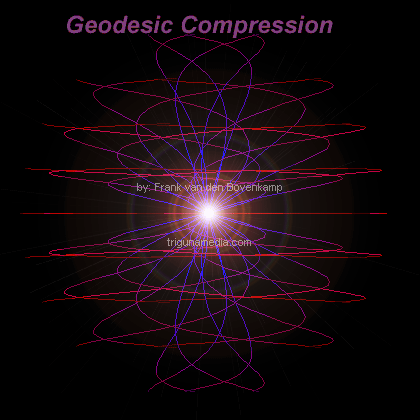 Geodesic Compression
by: Frank van den Bovenkamp
trigunamedia.com